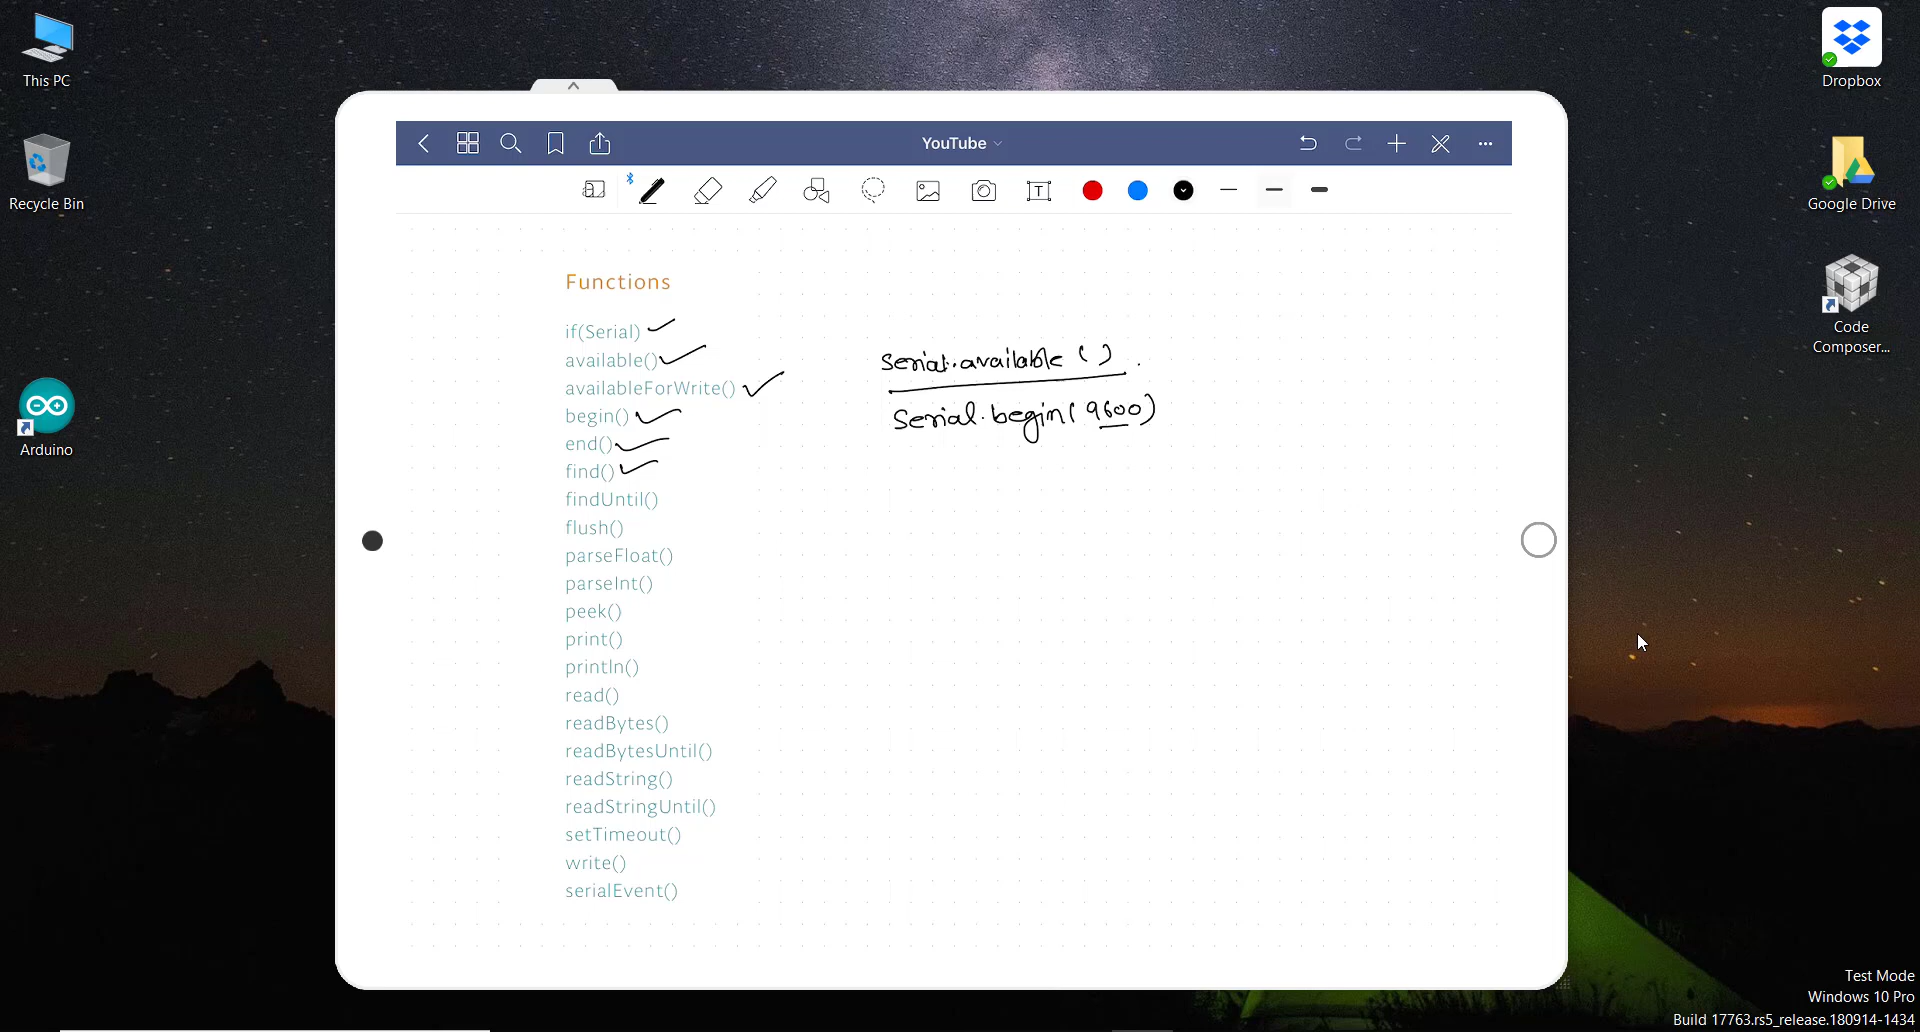 This PC
Recycle Bin
Arduino
Dropbox
Google Drive
Code
Composer...
YouTube
T
Functions
if(Serial)
available()
availableForWrite()
begin()
end()
find()
findUntil()
flush()
parseFloat()
parseInt()
peek()
print()
println()
read()
readBytes()
readBytesUntil()
readString()
readStringUntil()
setTimeout()
write()
serialEvent()
Serial.available ( ) .
Serial.begin( 9600)
Test Mode
Windows 10 Pro
Build 17763.rs5_release.180914-1434